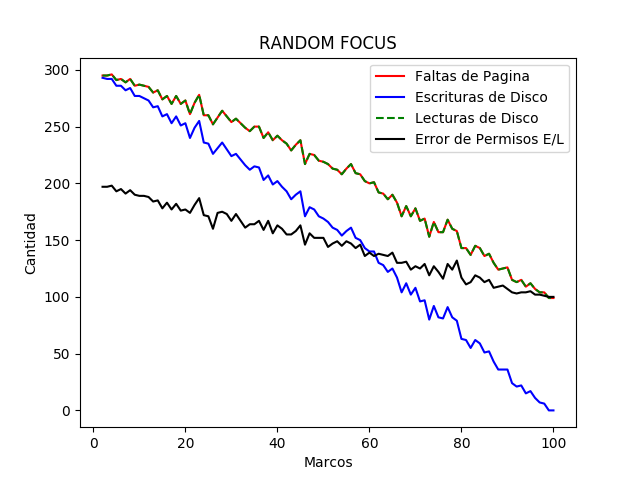 RANDOM FOCUS
Faltas de Pagina
Escrituras de Disco
Lecturas de Disco
Error de Permisos E/L
Cantidad
300
250
200
150
100
50
0
0 20 40 60 80 100
Marcos